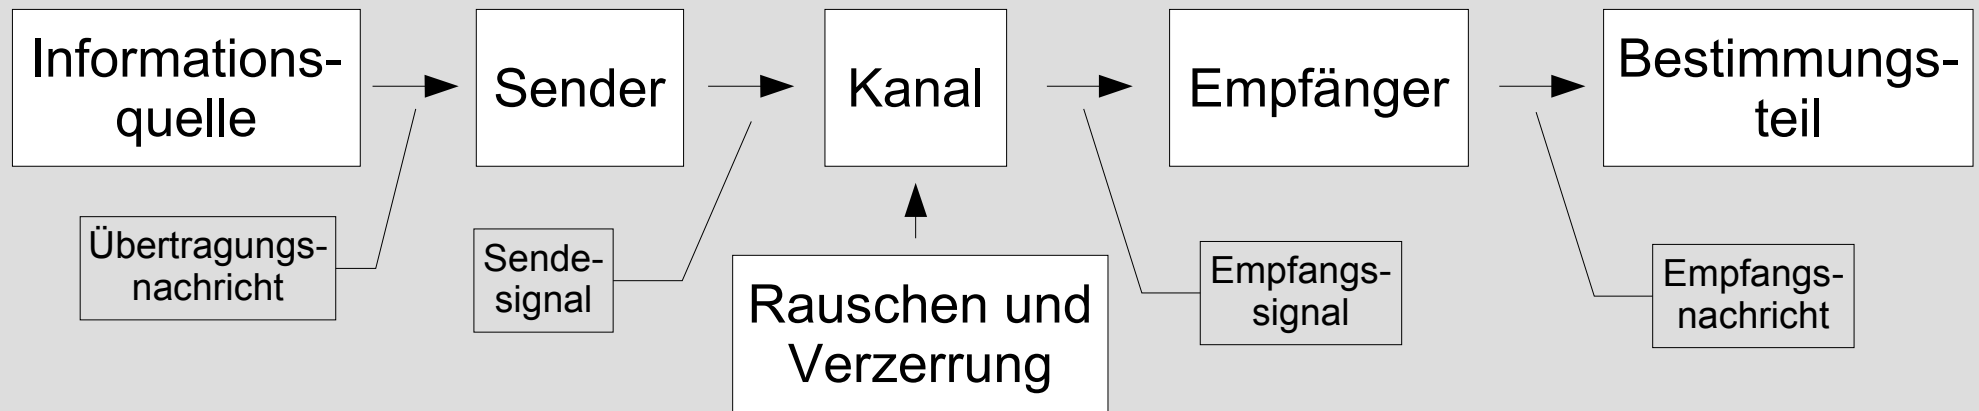 Informations-
quelle
Sender
Kanal
Empfänger
Bestimmungs-
teil
Übertragungs-
nachricht
Sende-
signal
Rauschen und
Verzerrung
Empfangs-
signal
Empfangs-
nachricht